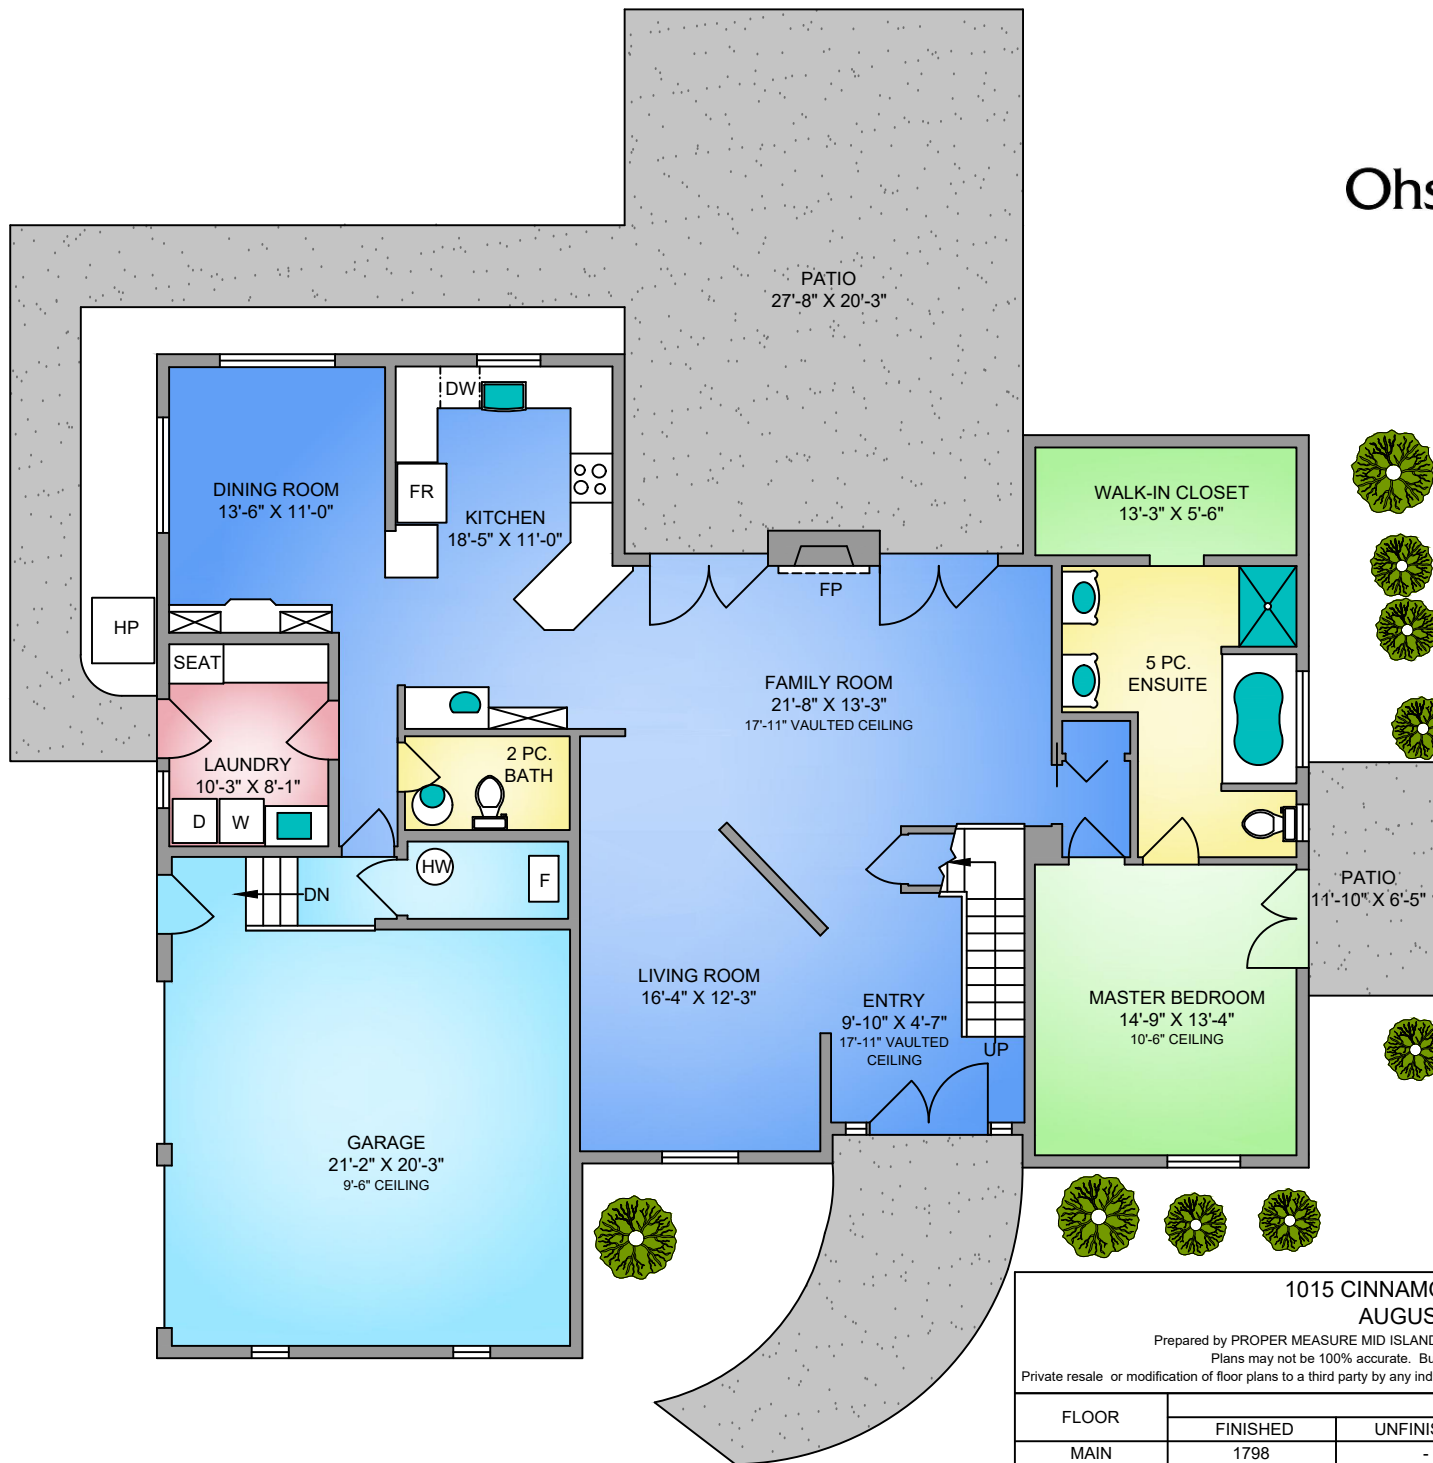 Ohs
PATIO
27'-8" X 20'-3"
DW
DINING ROOM
13'-6" X 11'-0"
FR
KITCHEN
18'-5" X 11'-0"
WALK-IN CLOSET
13'-3" X 5'-6"
FP
HP
SEAT
5 PC.
ENSUITE
FAMILY ROOM
21'-8" X 13'-3"
17'-11" VAULTED CEILING
LAUNDRY
10'-3" X 8'-1"
2 PC.
BATH
D
W
HW
F
DN
PATIO
11'-10" X 6'-5"
LIVING ROOM
16'-4" X 12'-3"
ENTRY
9'-10" X 4'-7"
17'-11" VAULTED
CEILING
UP
MASTER BEDROOM
14'-9" X 13'-4"
10'-6" CEILING
GARAGE
21'-2" X 20'-3"
9'-6" CEILING
1015 CINNAMO
AUGUS
Prepared by PROPER MEASURE MID ISLAND
Plans may not be 100% accurate. Bu
Private resale or modification of floor plans to a third party by any ind
FLOOR
FINISHED
UNFINIS
MAIN
1798
-